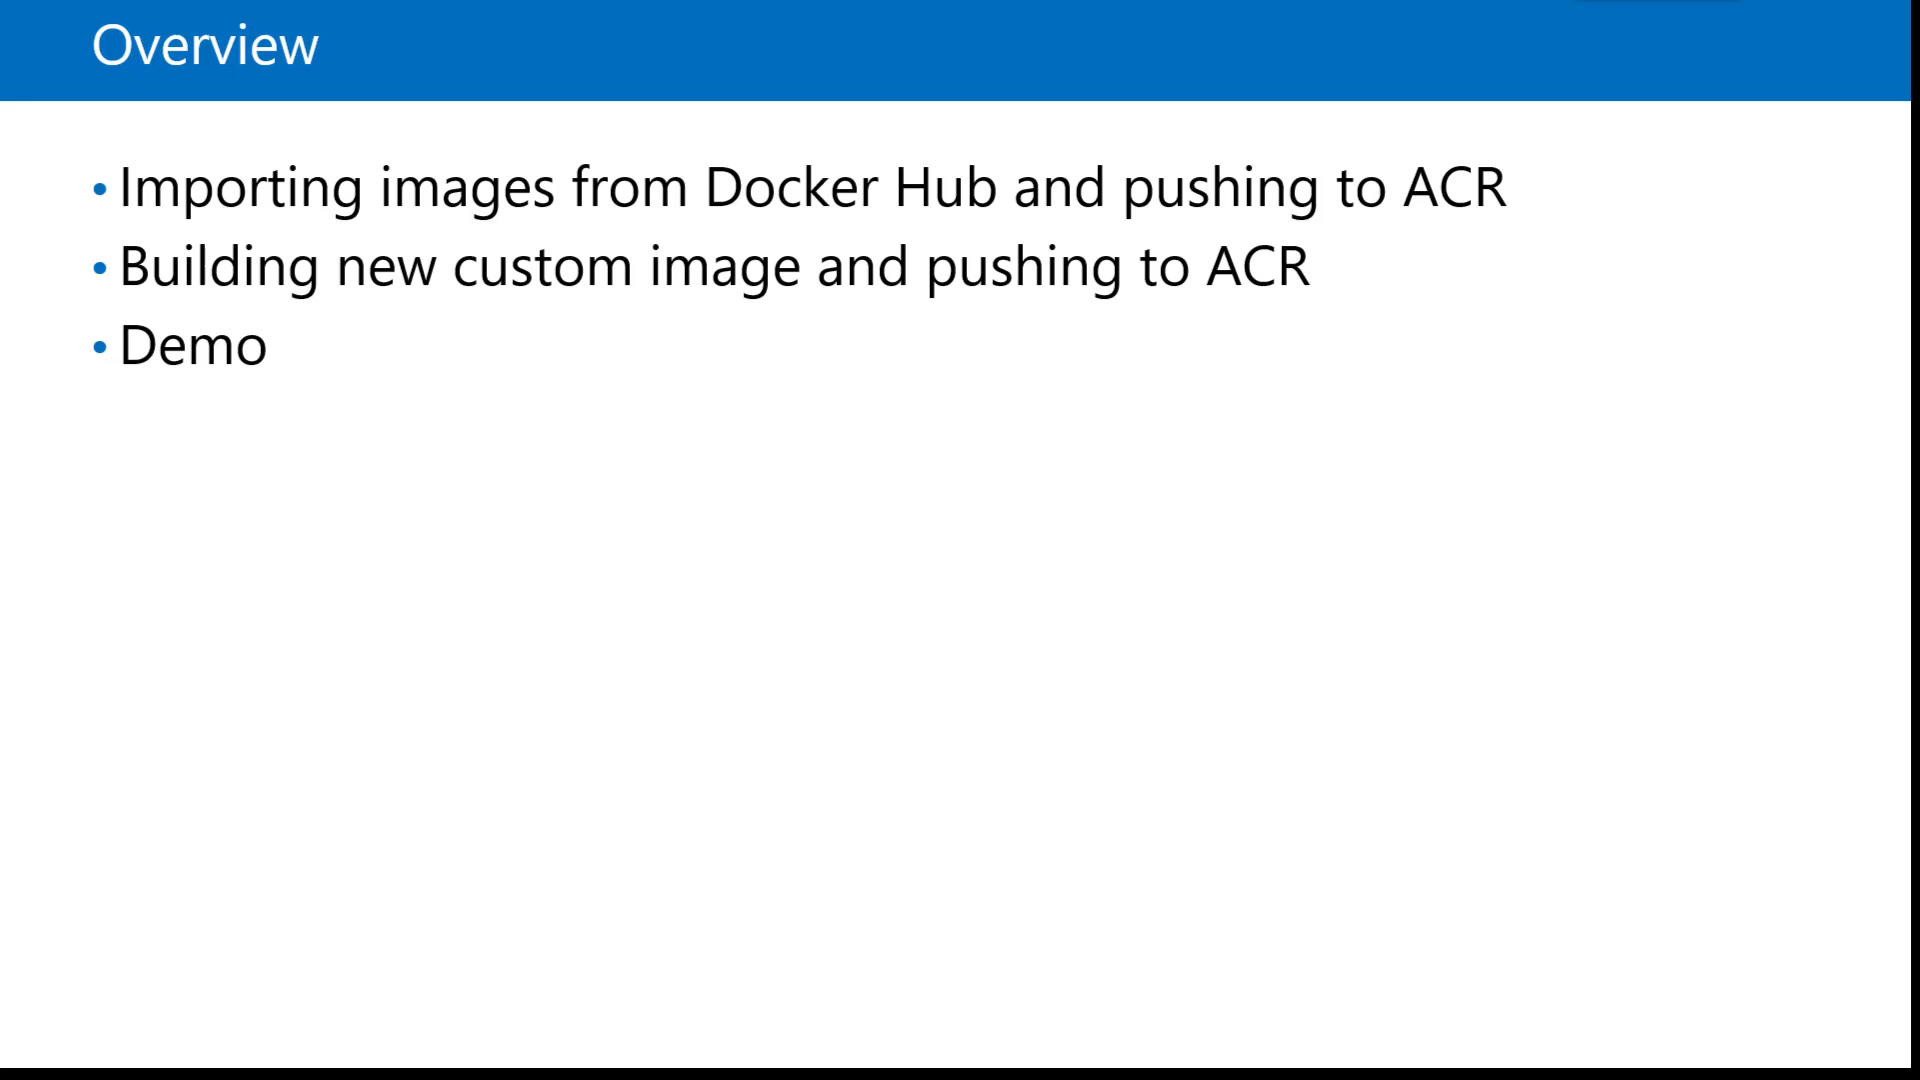 Overview
• Importing images from Docker Hub and pushing to ACR
• Building new custom image and pushing to ACR
• Demo